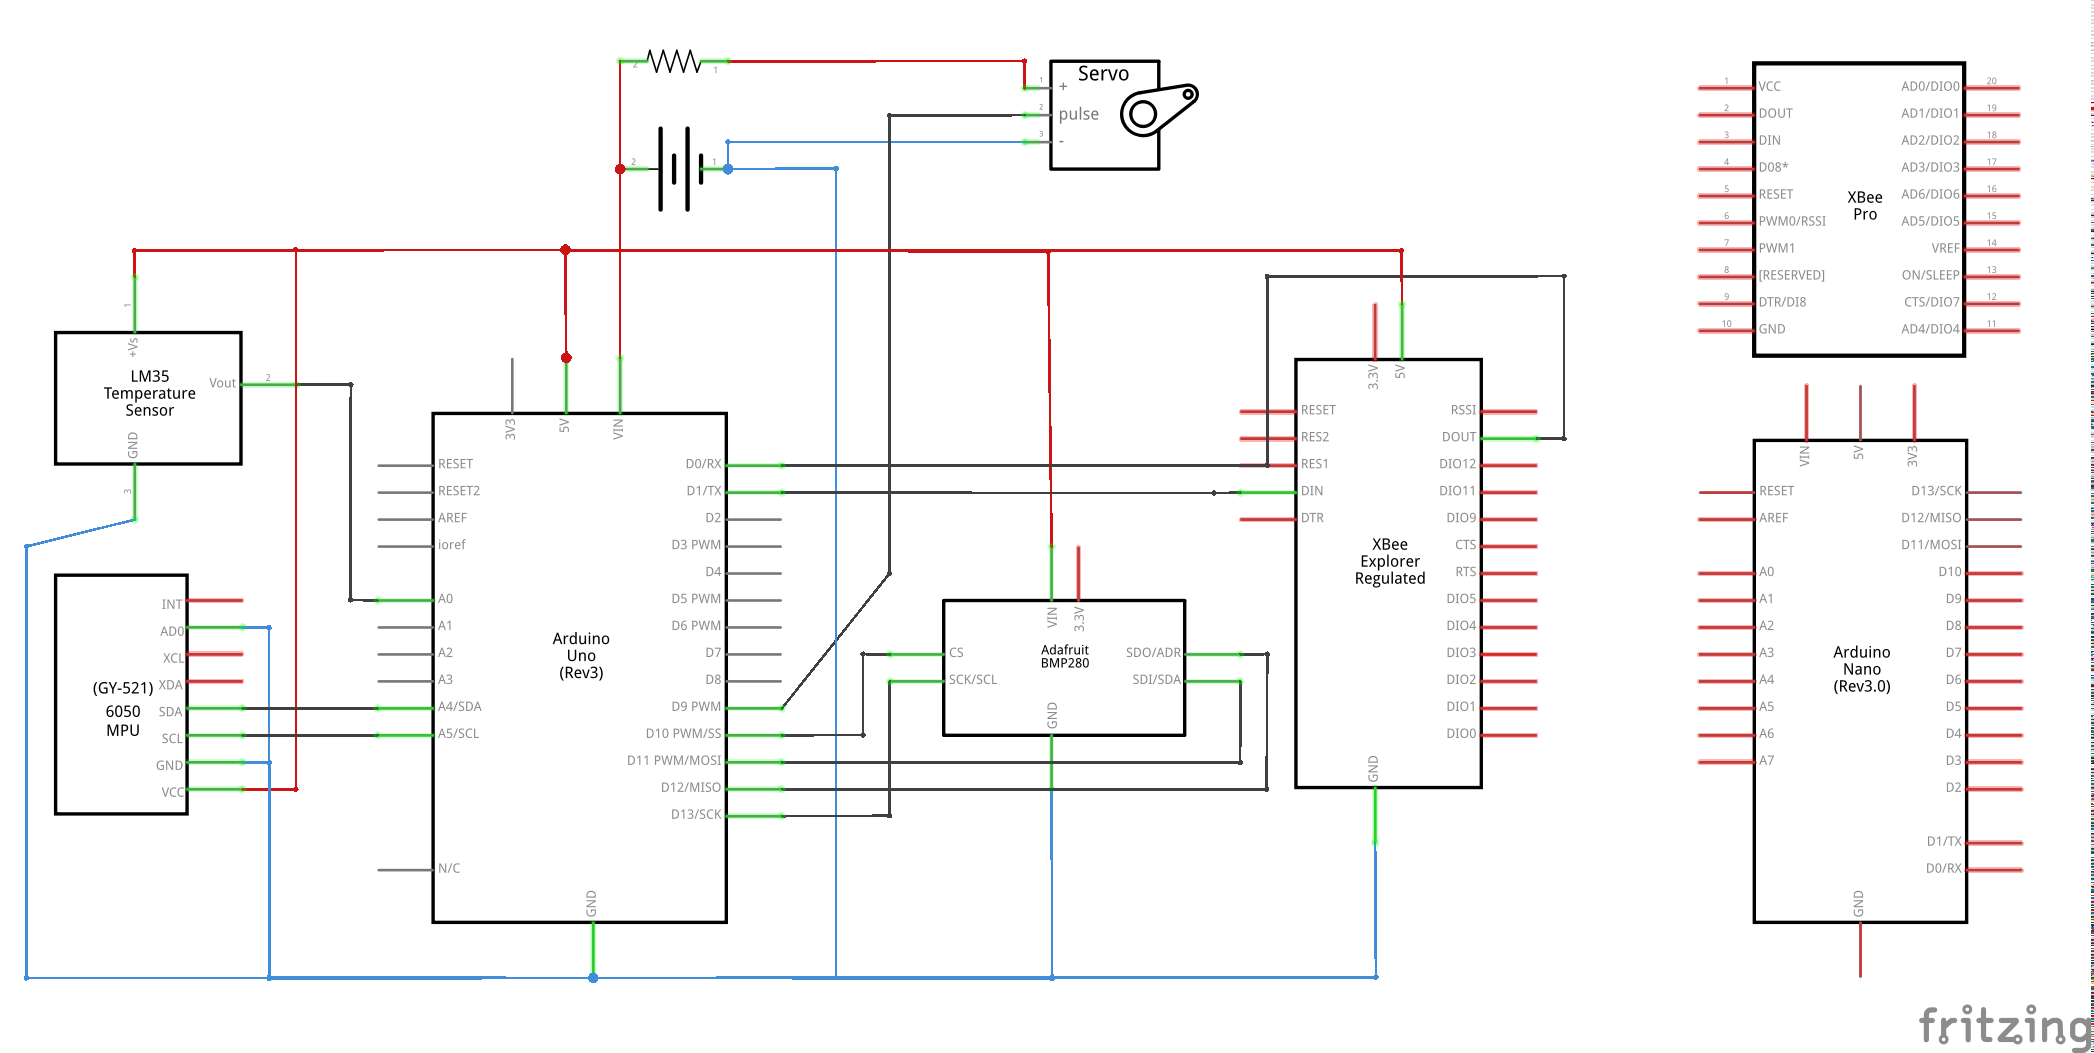 2
1
Servo
1
+
2
pulse
3
-
2
1
1
+Vs
LM35
Temperature
Sensor
Vout
2
GND
3
INT
AD0
XCL
XDA
SDA
SCL
GND
VCC
(GY-521)
6050
MPU
3V3
5V
VIN
RESET
RESET2
AREF
ioref
A0
A1
A2
A3
A4/SDA
A5/SCL
N/C
Arduino
Uno
(Rev3)
D0/RX
D1/TX
D2
D3 PWM
D4
D5 PWM
D6 PWM
D7
D8
D9 PWM
D10 PWM/SS
D11 PWM/MOSI
D12/MISO
D13/SCK
GND
VIN
3.3V
CS
SCK/SCL
Adafruit
BMP280
SDO/ADR
SDI/SDA
GND
3.3V
5V
RESET
RES2
RES1
DIN
DTR
XBee
Explorer
Regulated
RSSI
DOUT
DIO12
DIO11
DIO9
CTS
RTS
DIO5
DIO4
DIO3
DIO2
DIO1
DIO0
GND
1 VCC
2 DOUT
3 DIN
4 D08*
5 RESET
6 PWM0/RSSI
7 PWM1
8 [RESERVED]
9 DTR/DI8
10 GND
XBee
Pro
AD0/DIO0 20
AD1/DIO1 19
AD2/DIO2 18
AD3/DIO3 17
AD6/DIO6 16
AD5/DIO5 15
VREF 14
ON/SLEEP 13
CTS/DIO7 12
AD4/DIO4 11
VIN
5V
3V3
RESET
AREF
A0
A1
A2
A3
A4
A5
A6
A7
Arduino
Nano
(Rev3.0)
D13/SCK
D12/MISO
D11/MOSI
D10
D9
D8
D7
D6
D5
D4
D3
D2
D1/TX
D0/RX
GND
fritzing